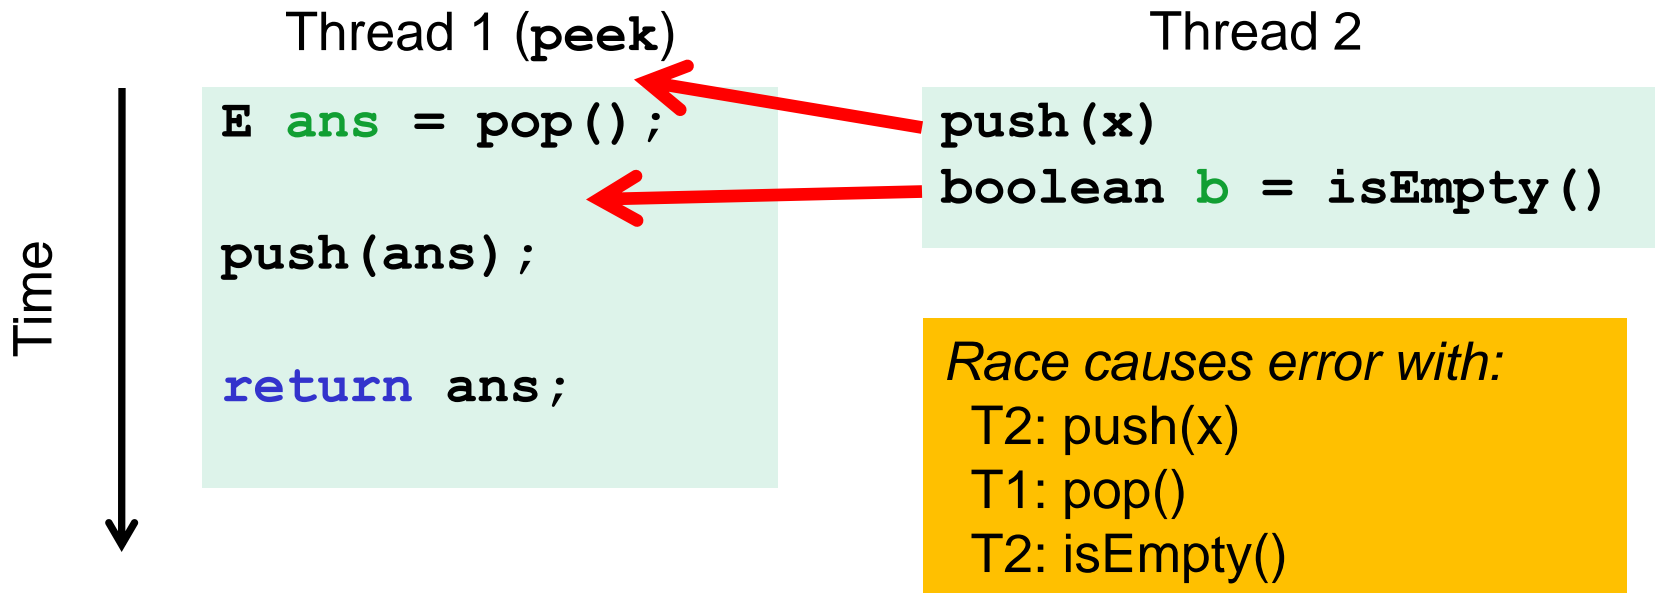 Thread 1 (peek)
Thread 2
Time
E ans = pop();
push(ans);
return ans;
push(x)
boolean b = isEmpty()
Race causes error with:
T2: push(x)
T1: pop()
T2: isEmpty()